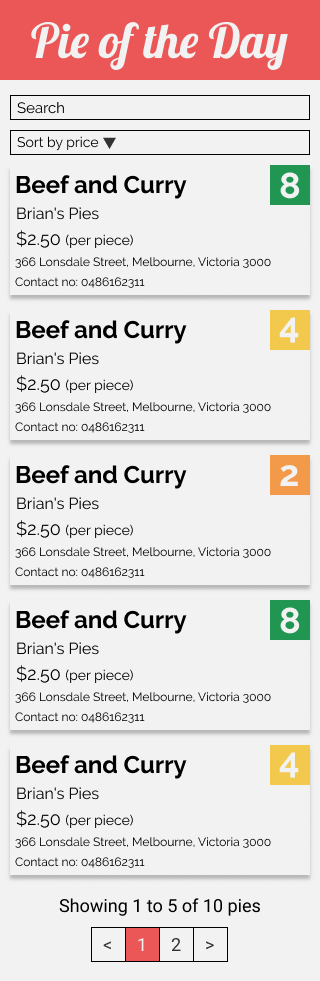 Pie of the Day
Search
Sort by price ▼
Beef and Curry 8
Brian's Pies
$2.50 (per piece)
366 Lonsdale Street, Melbourne, Victoria 3000
Contact no: 0486162311
Beef and Curry 4
Brian's Pies
$2.50 (per piece)
366 Lonsdale Street, Melbourne, Victoria 3000
Contact no: 0486162311
Beef and Curry 2
Brian's Pies
$2.50 (per piece)
366 Lonsdale Street, Melbourne, Victoria 3000
Contact no: 0486162311
Beef and Curry 8
Brian's Pies
$2.50 (per piece)
366 Lonsdale Street, Melbourne, Victoria 3000
Contact no: 0486162311
Beef and Curry 4
Brian's Pies
$2.50 (per piece)
366 Lonsdale Street, Melbourne, Victoria 3000
Contact no: 0486162311
Showing 1 to 5 of 10 pies
< 1 2 >